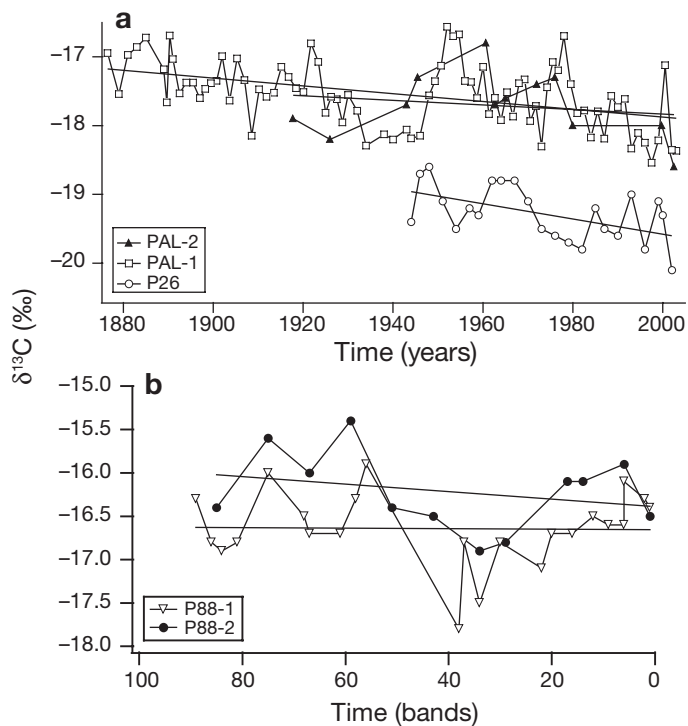 a
−17
−18
−19
−20
PAL-2
PAL-1
P26
1880 1900 1920 1940 1960 1980 2000
Time (years)
δ13C (‰)
b
−15.0
−15.5
−16.0
−16.5
−17.0
−17.5
−18.0
P88-1
P88-2
100 80 60 40 20 0
Time (bands)